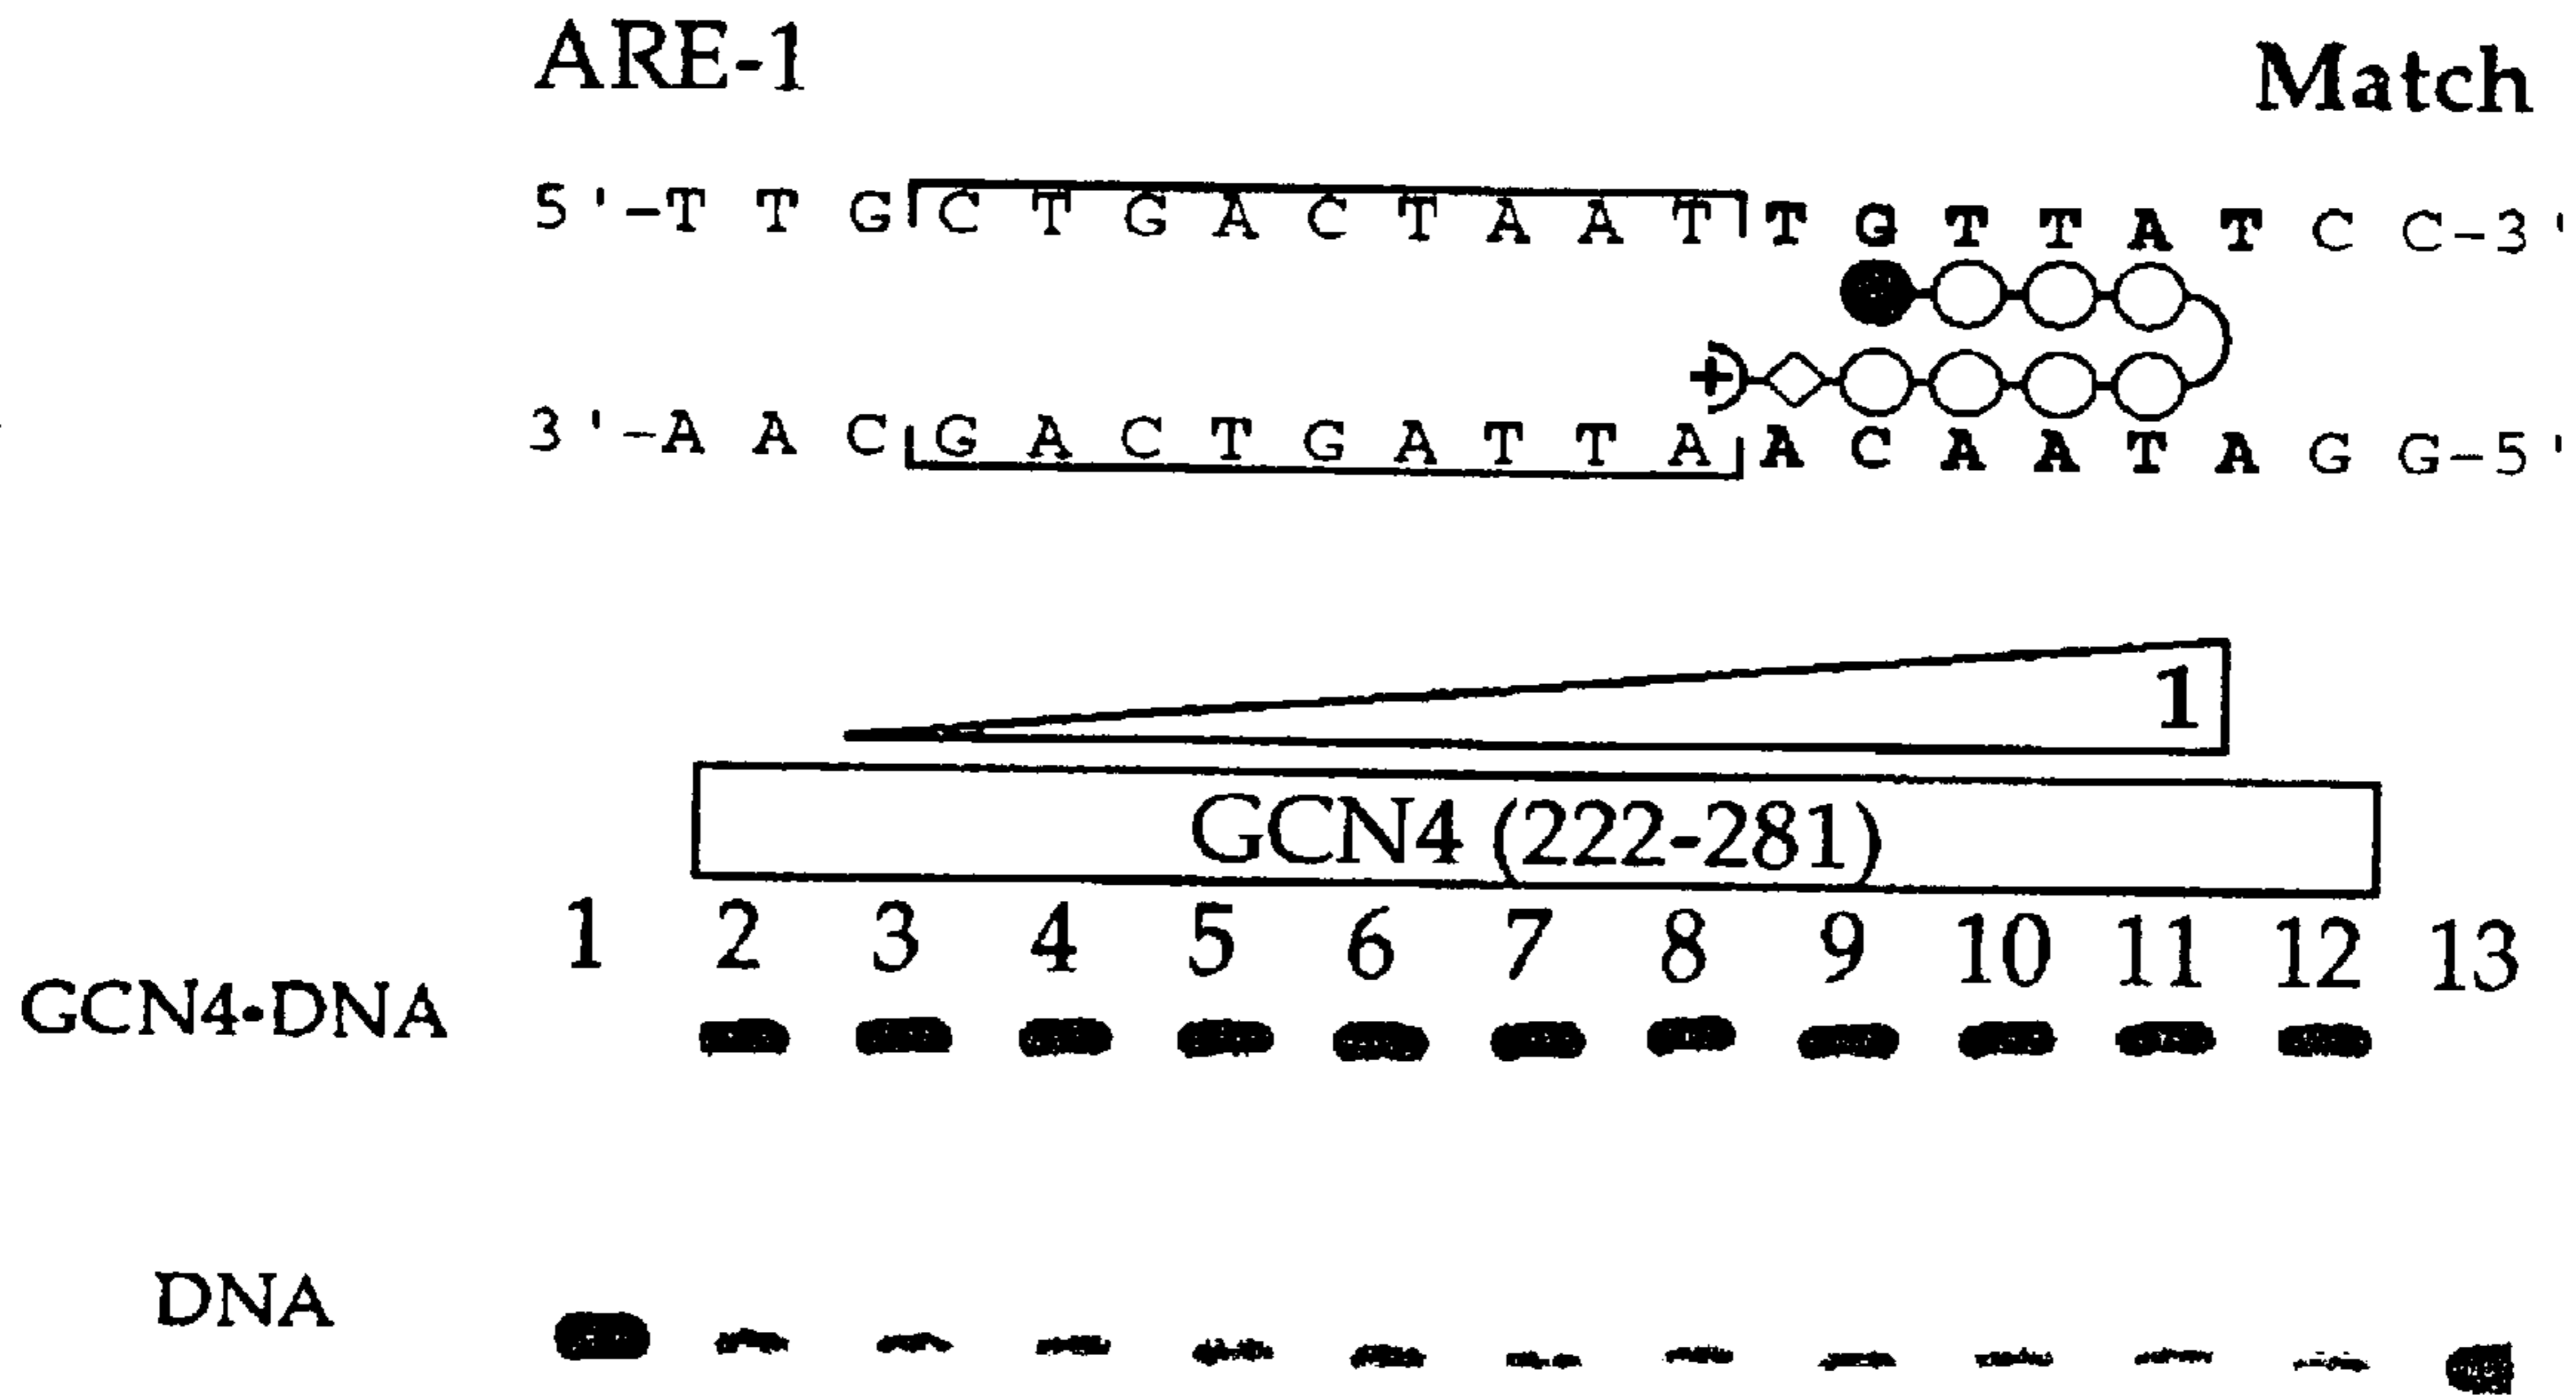 ARE-1 Match
5'-T T G C T G A C T A A T T G T T A T C C-3'
+
3'-A A C G A C T G A T T A A C A A T A G G-5'
1
GCN4 (222-281)
1 2 3 4 5 6 7 8 9 10 11 12 13
GCN4•DNA
DNA